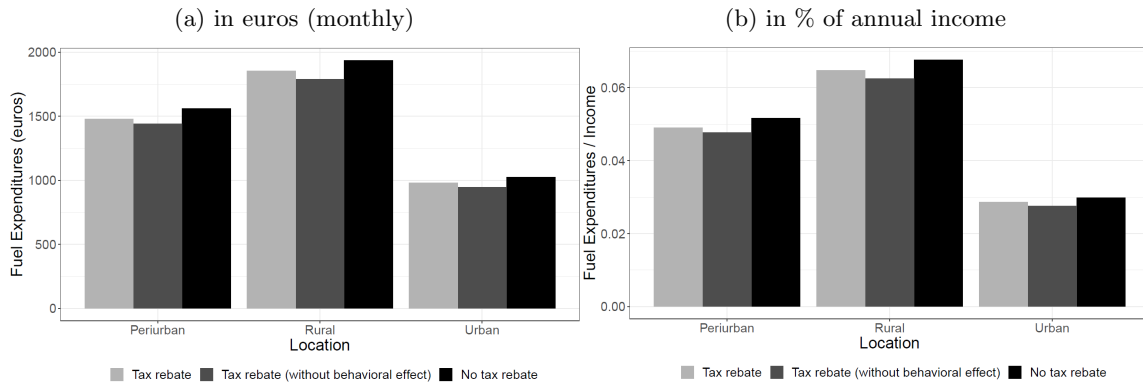 (a) in euros (monthly)
2000
1500
1000
500
0
Fuel Expenditures (euros)
Periurban Rural Urban
Location
Tax rebate Tax rebate (without behavioral effect) No tax rebate
(b) in % of annual income
0.06
0.04
0.02
0.00
Fuel Expenditures / Income
Periurban Rural Urban
Location
Tax rebate Tax rebate (without behavioral effect) No tax rebate